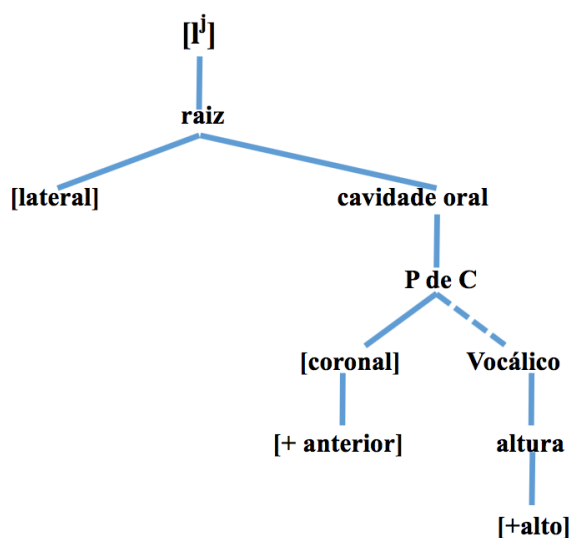 [lʲ]
raiz
[lateral]
cavidade oral
P de C
[coronal]
Vocálico
[+ anterior]
altura
[+alto]